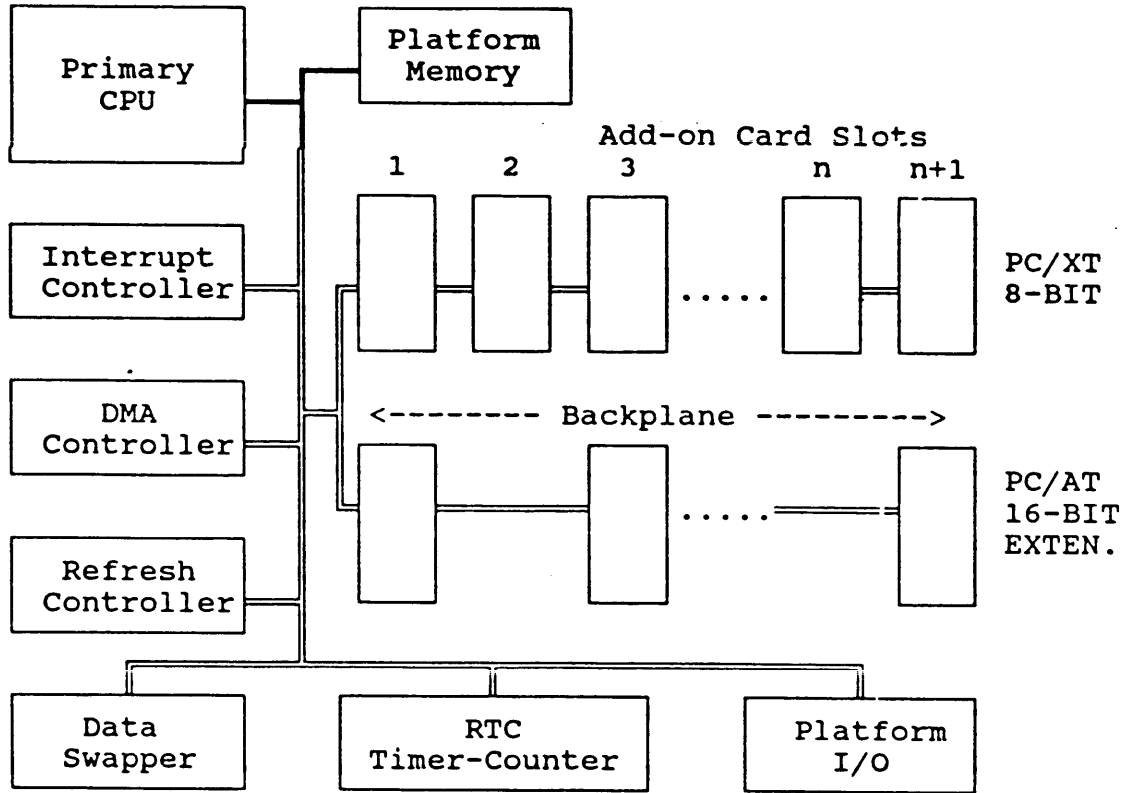 Primary
CPU
Platform
Memory
Add-on Card Slots
1 2 3 n n+1
Interrupt
Controller
PC/XT
8-BIT
.....
DMA
Controller
<-------- Backplane --------->
PC/AT
16-BIT
EXTEN.
.....
Refresh
Controller
Data
Swapper
RTC
Timer-Counter
Platform
I/O